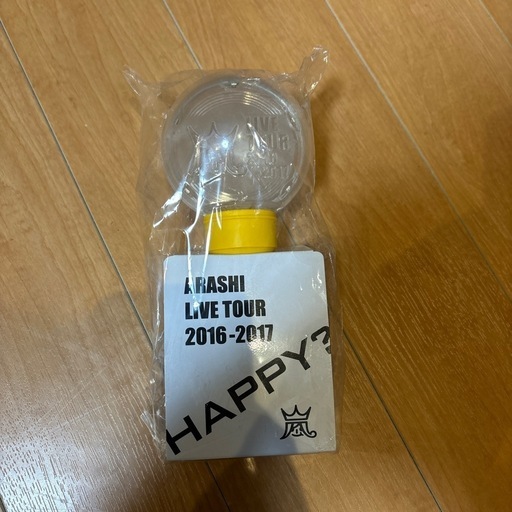 ARASHI
LIVE TOUR
2016-2017
HAPPY?
嵐